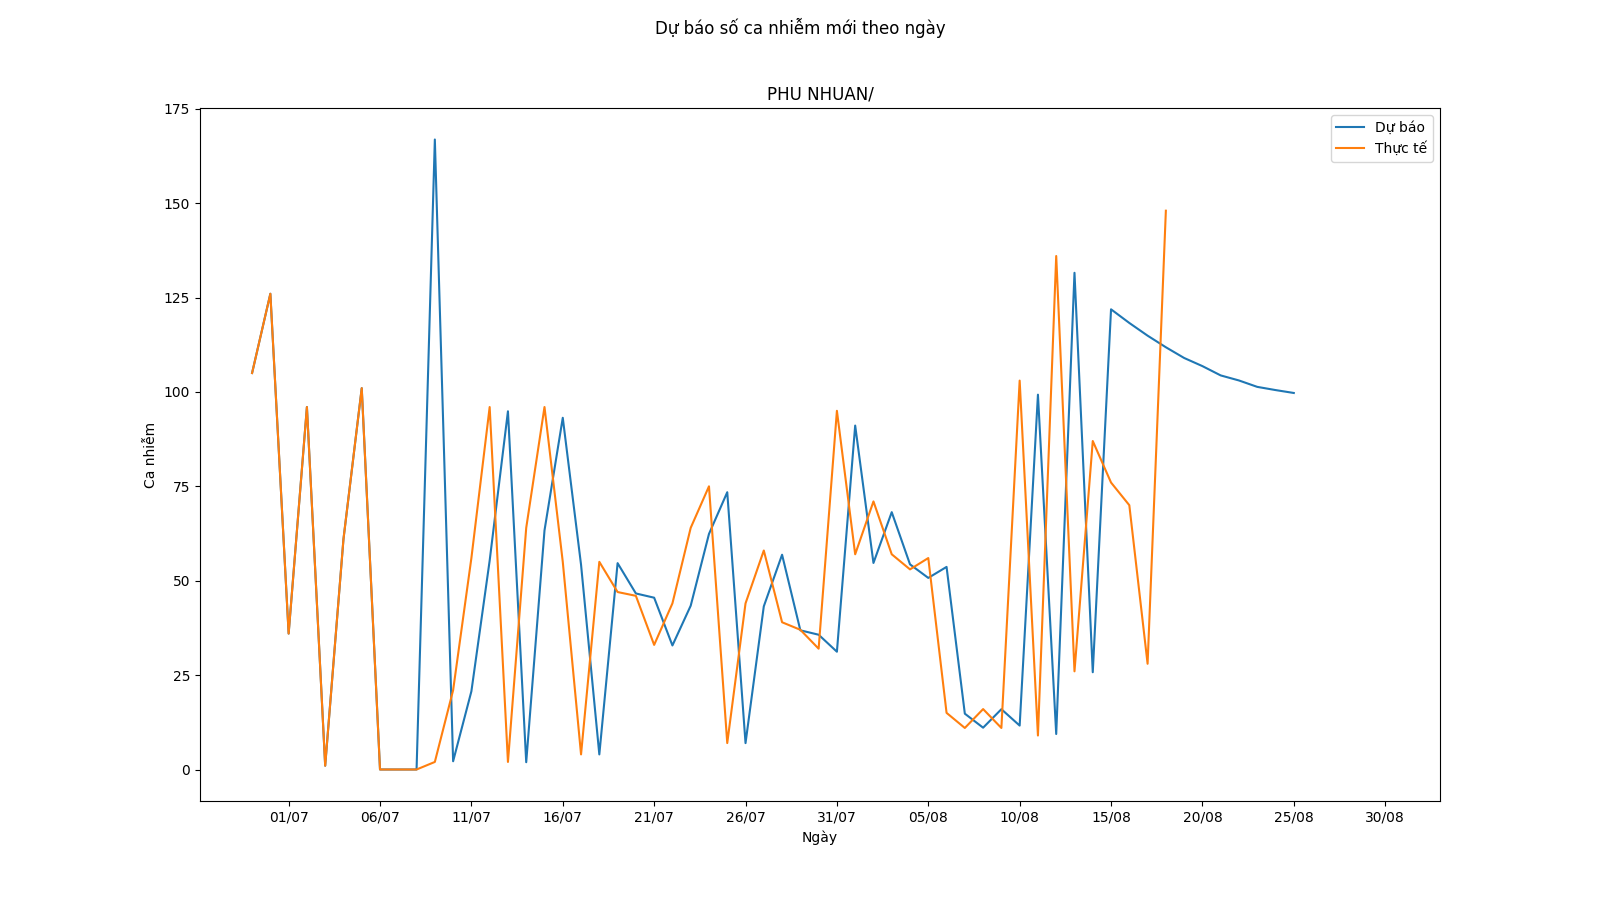 Dự báo số ca nhiễm mới theo ngày
PHU NHUAN/
175
150
125
100
75
50
25
0
Ca nhiễm
Dự báo
Thực tế
01/07 06/07 11/07 16/07 21/07 26/07 31/07 05/08 10/08 15/08 20/08 25/08 30/08
Ngày